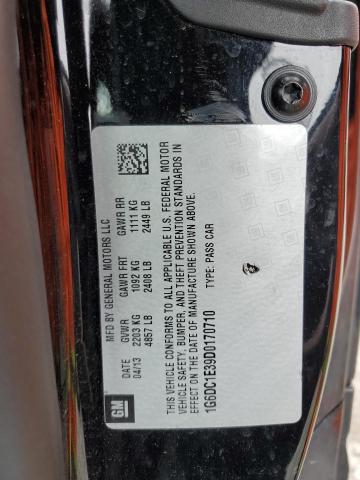 MFD BY GENERAL MOTORS LLC
DATE GVWR GAWR FRT GAWR RR
04/13 2203 KG 1092 KG 1111 KG
4857 LB 2408 LB 2449 LB
THIS VEHICLE CONFORMS TO ALL APPLICABLE U.S. FEDERAL MOTOR
VEHICLE SAFETY, BUMPER, AND THEFT PREVENTION STANDARDS IN
EFFECT ON THE DATE OF MANUFACTURE SHOWN ABOVE.
1G6DC1E39D0170710 TYPE: PASS CAR
GM